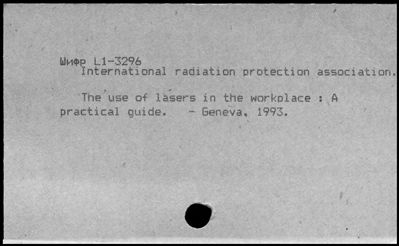 Шифр L1-3296
International radiation protection association.
The use of lasers in the workplace : A
practical guide. - Geneva, 1993.